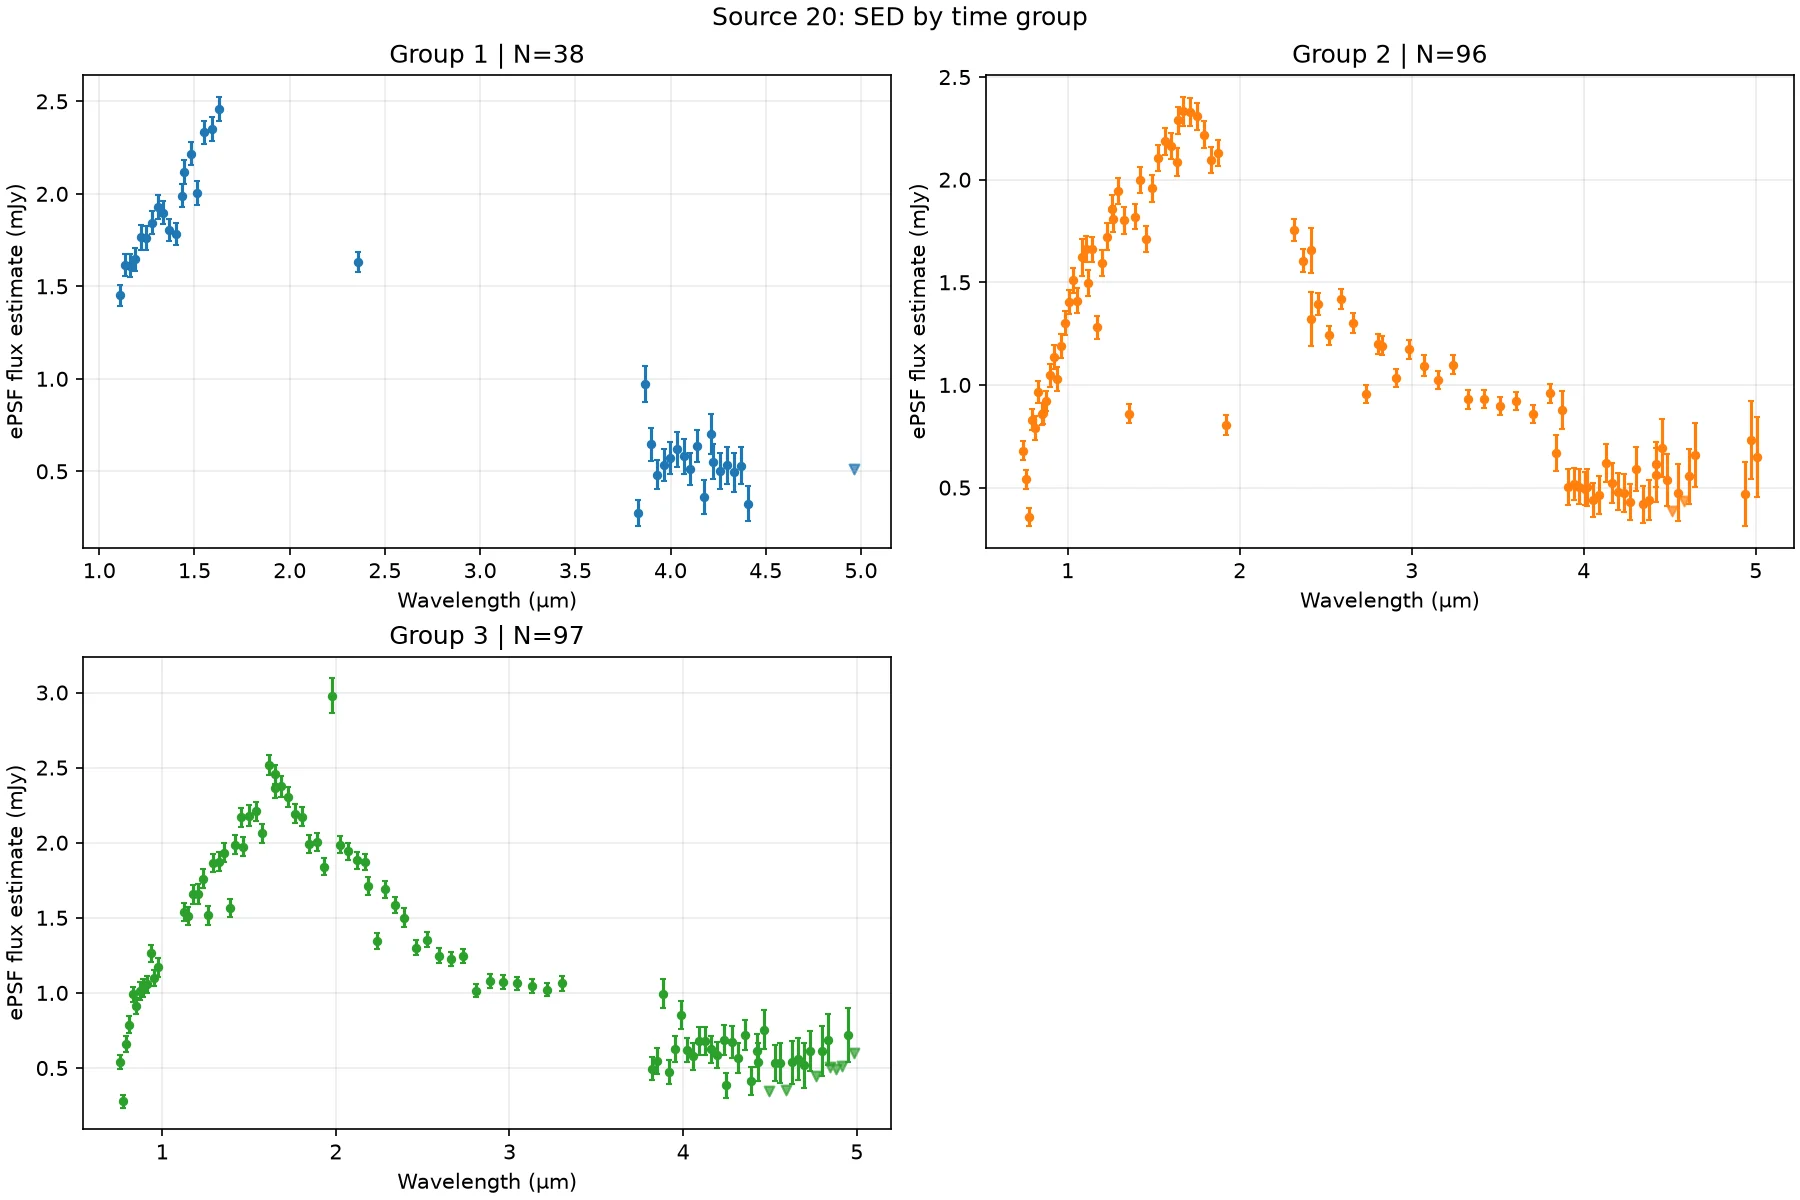 Source 20: SED by time group
Group 1 | N=38
ePSF flux estimate (mJy)
2.5
2.0
1.5
1.0
0.5
1.0 1.5 2.0 2.5 3.0 3.5 4.0 4.5 5.0
Wavelength (µm)
Group 2 | N=96
ePSF flux estimate (mJy)
2.5
2.0
1.5
1.0
0.5
1 2 3 4 5
Wavelength (µm)
Group 3 | N=97
ePSF flux estimate (mJy)
3.0
2.5
2.0
1.5
1.0
0.5
1 2 3 4 5
Wavelength (µm)